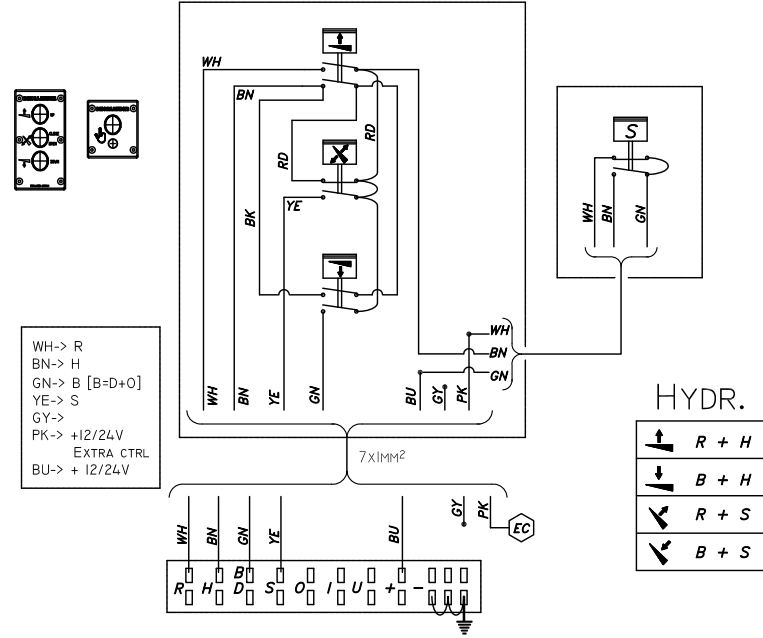 WH
BN
RD
RD
BK
YE
WH
BN
YE
GN
BU
GY
PK
WH
BN
GN
S
WH
BN
GN
WH-> R
BN-> H
GN-> B [B=D+O]
YE-> S
GY->
PK-> +12/24V
EXTRA CTRL
BU-> + 12/24V
7x1MM²
WH
BN
GN
YE
BU
GY
PK
EC
R H B D S O I U + -
HYDR.
R + H
B + H
R + S
B + S